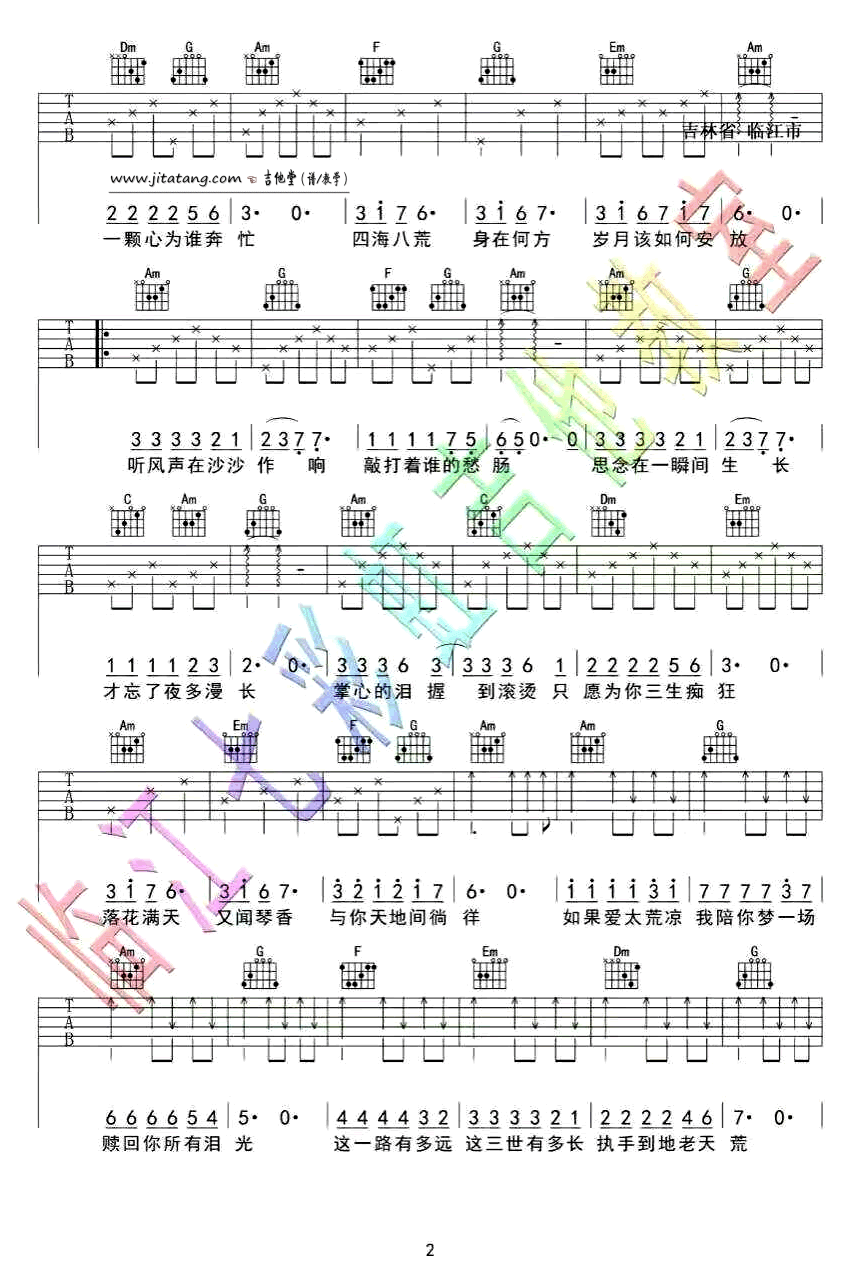 Dm G Am F G Em Am
T A B
吉林省 临江市
www.jitatang.com 吉他堂(谱/教学)
2 2 2 2 5 6 3· 0· 3 i 7 6· 3 i 6 7· 3 i 6 7 i 7 6· 0·
一颗心为谁奔 忙 四海八荒 身在何方 岁月该如何安 放
Am G F G Am Am G
T A B
3 3 3 3 2 1 2 3 7 7· 1 1 1 1 7 5 6 5 0· 0 3 3 3 3 2 1 2 3 7 7·
听风声在沙沙 作 响 敲打着谁的愁 肠 思念在一瞬间 生 长
C Am G Am C Dm Em
T A B
1 1 1 1 2 3 2· 0· 3 3 3 6 3 3 3 3 6 1 2 2 2 2 5 6 3· 0·
才忘了夜多漫 长 掌心的泪 握 到滚烫 只 愿为你三生痴 狂
Am Em F G Am Am G
T A B
3 i 7 6· 3 i 6 7· 3 2 i 2 i 7 6· 0· i i i i 3 i 7 7 7 7 3 7
落花满天 又闻琴香 与你天地间徜 徉 如果爱太荒凉 我陪你梦一场
Am G F Em Dm G
T A B
6 6 6 6 5 4 5· 0· 4 4 4 4 3 2 3 3 3 3 2 1 2 2 2 2 4 6 7· 0·
赎回你所有泪 光 这一路有多远 这三世有多长 执手到地老天 荒
临江七彩虹吉他教室
2